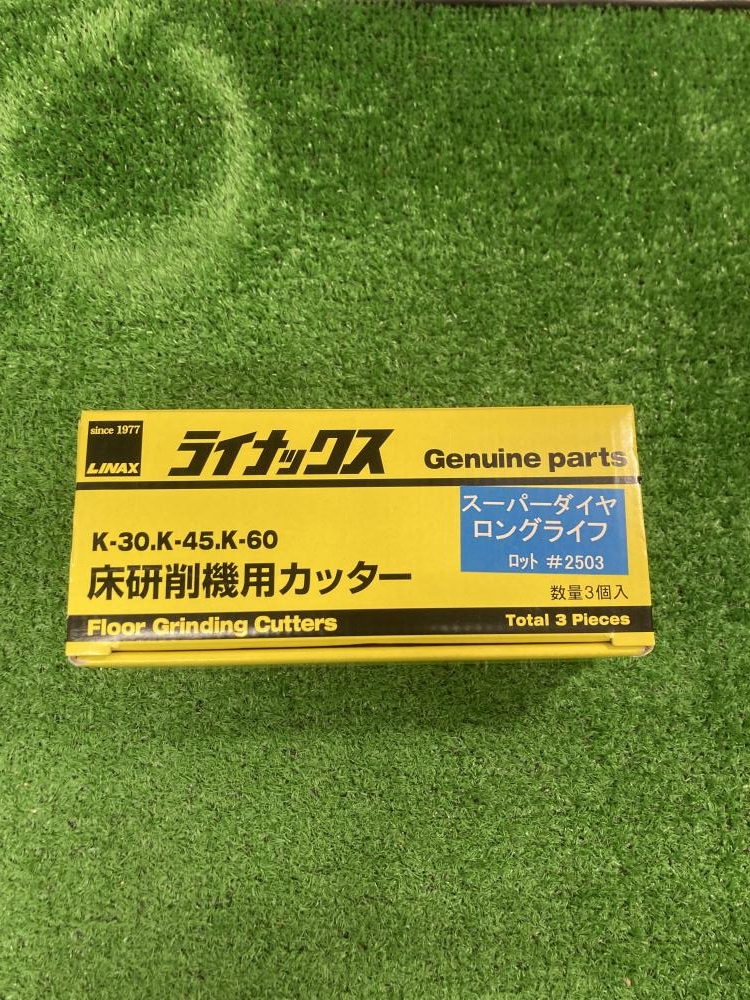 since 1977
LINAX
ライナックス
Genuine parts
K-30.K-45.K-60
床研削機用カッター
スーパーダイヤ
ロングライフ
ロット #2503
数量3個入
Floor Grinding Cutters
Total 3 Pieces